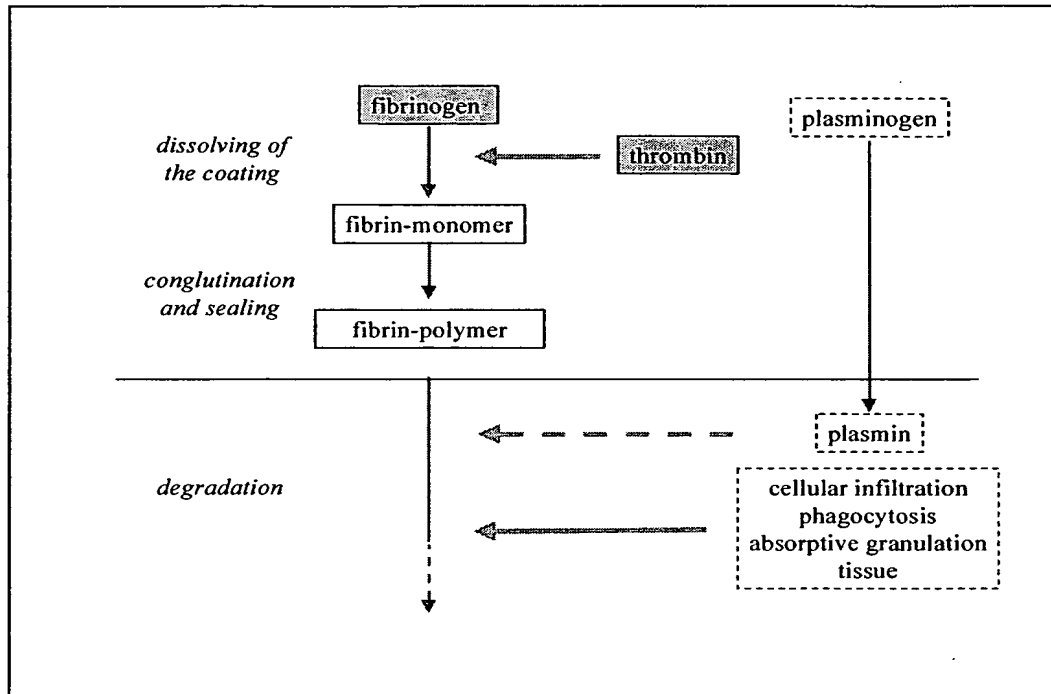 fibrinogen
plasminogen
dissolving of
the coating
thrombin
fibrin-monomer
conglutination
and sealing
fibrin-polymer
plasmin
degradation
cellular infiltration
phagocytosis
absorptive granulation
tissue